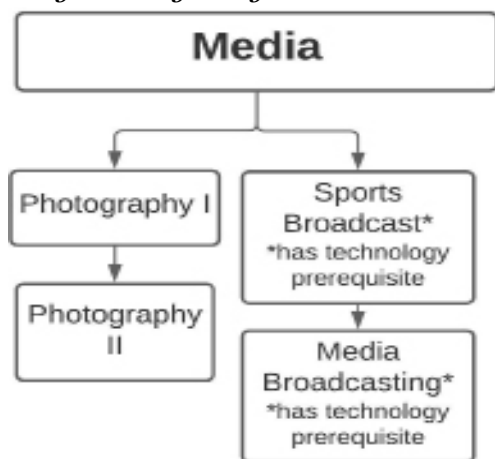 Media
Photography I
Photography
II
Sports
Broadcast*
*has technology
prerequisite
Media
Broadcasting*
*has technology
prerequisite